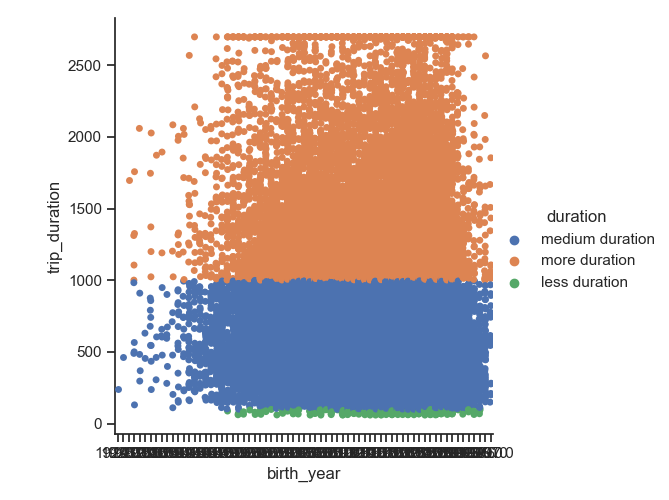 2500
2000
1500
1000
500
0
trip_duration
birth_year
duration
medium duration
more duration
less duration